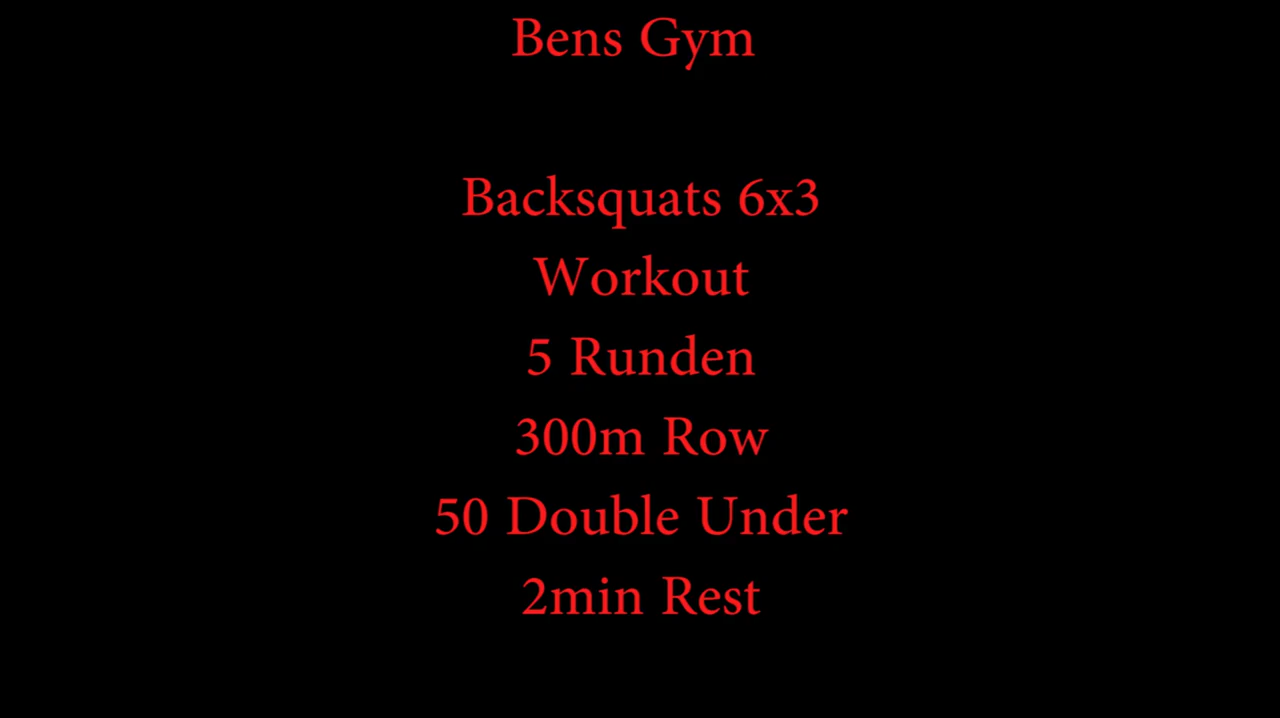 Bens Gym
Backsquats 6x3
Workout
5 Runden
300m Row
50 Double Under
2min Rest